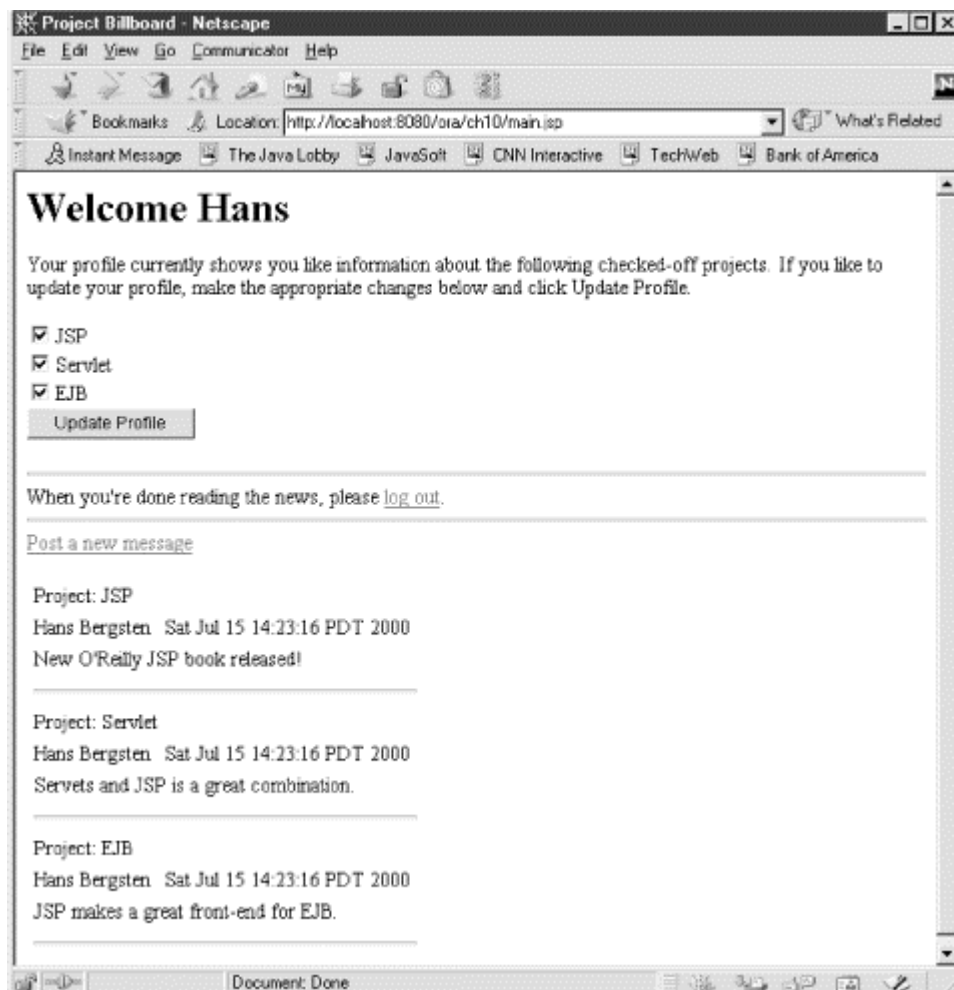 Project Billboard - Netscape
File Edit View Go Communicator Help
My
N
Bookmarks Location: http://localhost:8080/ora/ch10/main.jsp What's Related
Instant Message The Java Lobby JavaSoft CNN Interactive TechWeb Bank of America
Welcome Hans
Your profile currently shows you like information about the following checked-off projects. If you like to
update your profile, make the appropriate changes below and click Update Profile.
JSP
Servlet
EJB
Update Profile
When you're done reading the news, please log out.
Post a new message
Project: JSP
Hans Bergsten Sat Jul 15 14:23:16 PDT 2000
New O'Reilly JSP book released!
Project: Servlet
Hans Bergsten Sat Jul 15 14:23:16 PDT 2000
Servets and JSP is a great combination.
Project: EJB
Hans Bergsten Sat Jul 15 14:23:16 PDT 2000
JSP makes a great front-end for EJB.
Document: Done